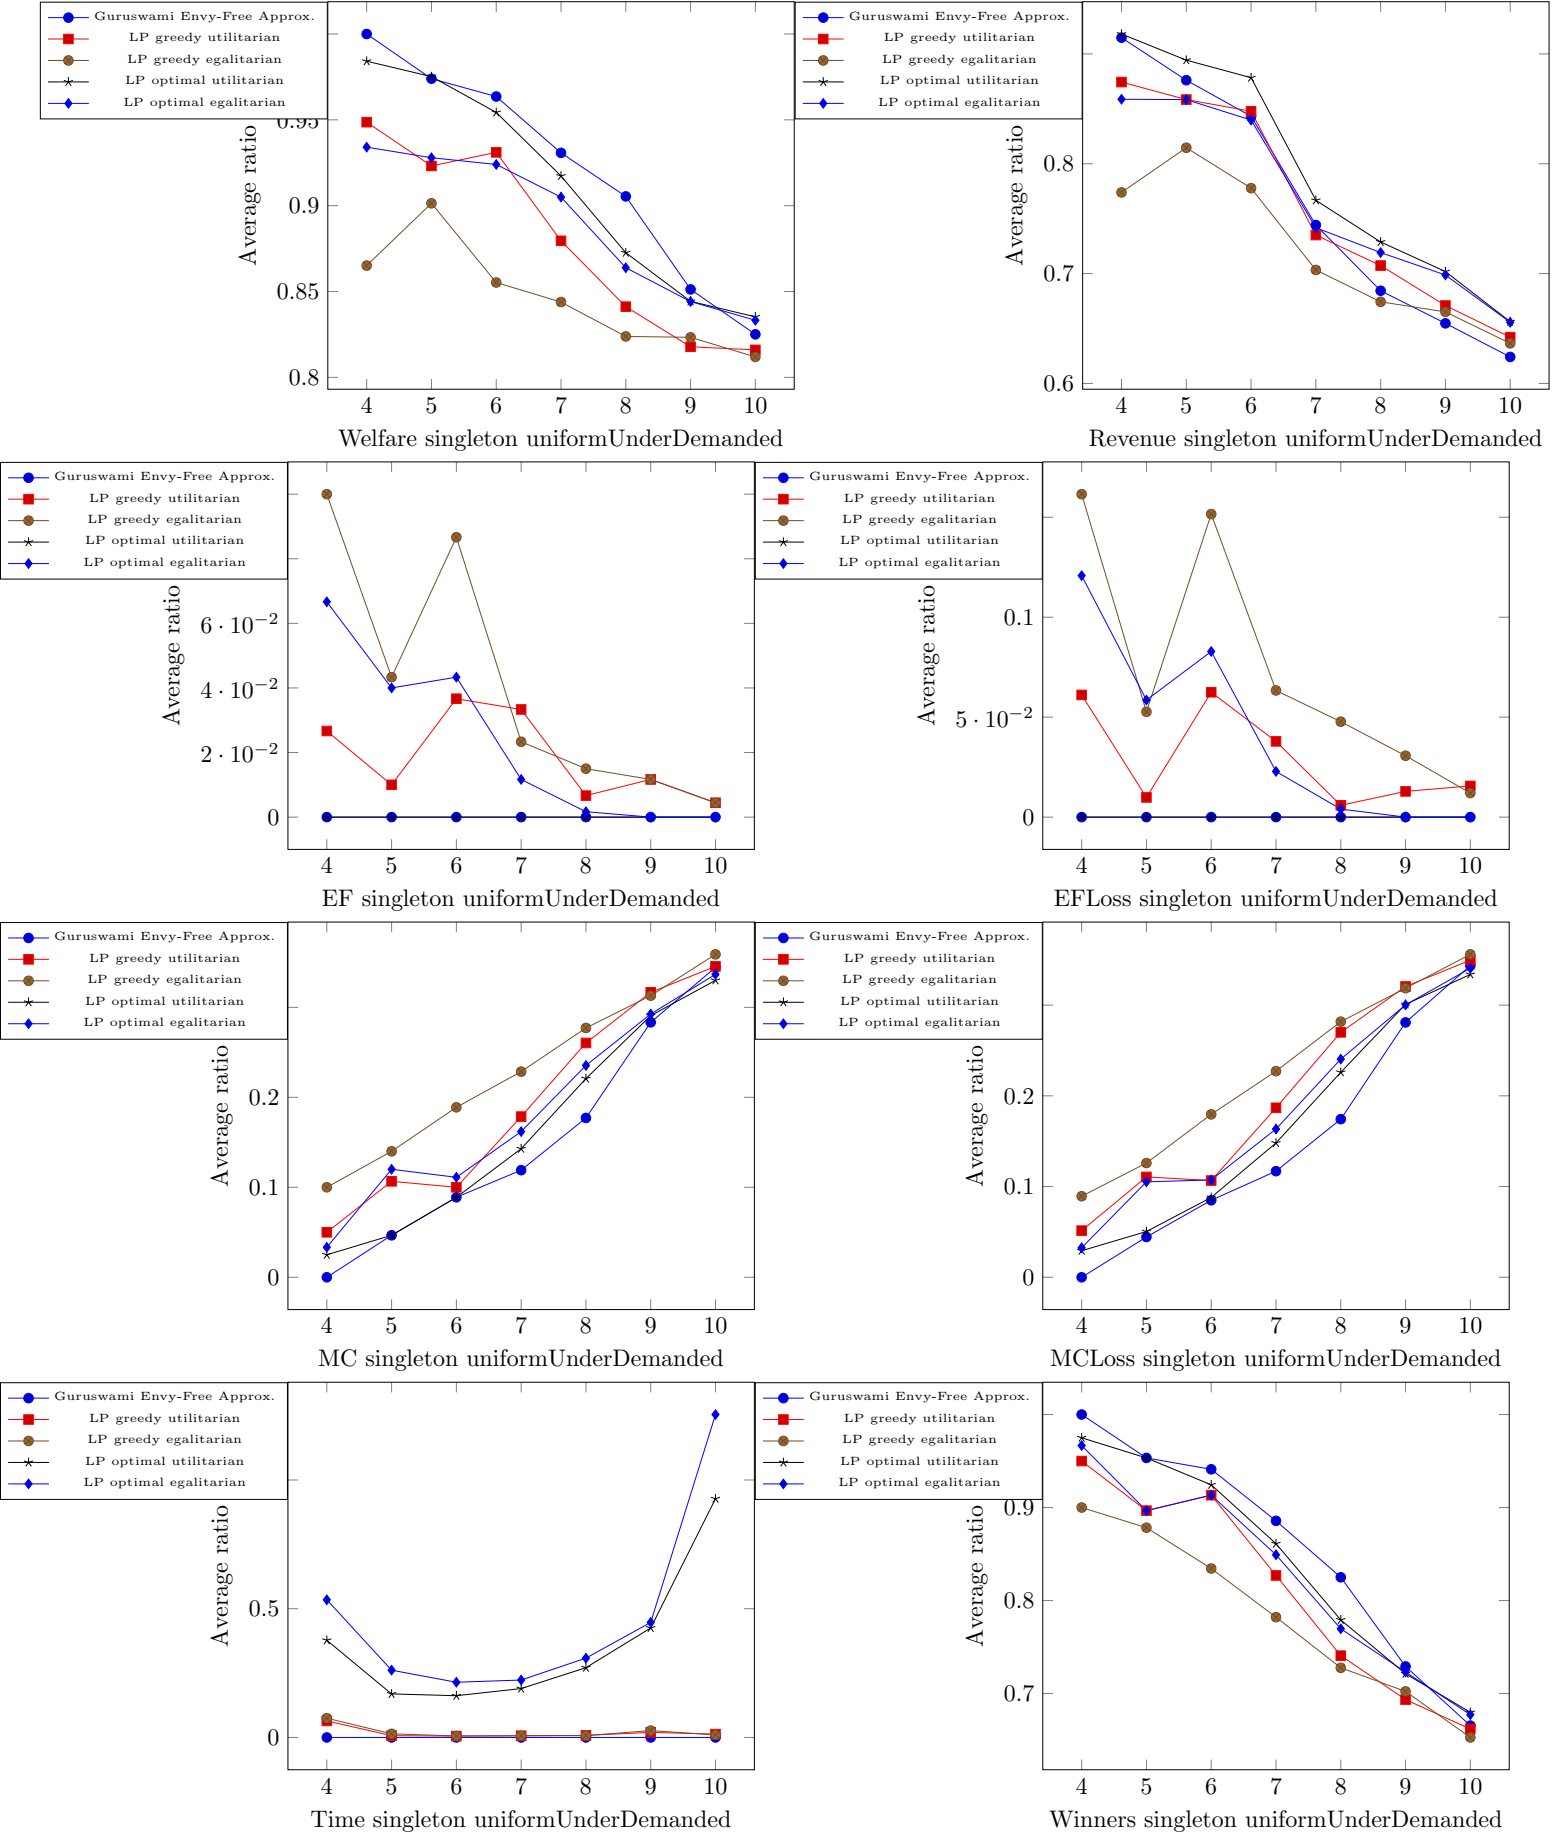 Guruswami Envy-Free Approx.
LP greedy utilitarian
LP greedy egalitarian
LP optimal utilitarian
LP optimal egalitarian
0.95
0.9
0.85
0.8
Average ratio
4 5 6 7 8 9 10
Welfare singleton uniformUnderDemanded
Guruswami Envy-Free Approx.
LP greedy utilitarian
LP greedy egalitarian
LP optimal utilitarian
LP optimal egalitarian
0.8
0.7
0.6
Average ratio
4 5 6 7 8 9 10
Revenue singleton uniformUnderDemanded
Guruswami Envy-Free Approx.
LP greedy utilitarian
LP greedy egalitarian
LP optimal utilitarian
LP optimal egalitarian
6 · 10−2
4 · 10−2
2 · 10−2
0
Average ratio
4 5 6 7 8 9 10
EF singleton uniformUnderDemanded
Guruswami Envy-Free Approx.
LP greedy utilitarian
LP greedy egalitarian
LP optimal utilitarian
LP optimal egalitarian
0.1
5 · 10−2
0
Average ratio
4 5 6 7 8 9 10
EFLoss singleton uniformUnderDemanded
Guruswami Envy-Free Approx.
LP greedy utilitarian
LP greedy egalitarian
LP optimal utilitarian
LP optimal egalitarian
0.2
0.1
0
Average ratio
4 5 6 7 8 9 10
MC singleton uniformUnderDemanded
Guruswami Envy-Free Approx.
LP greedy utilitarian
LP greedy egalitarian
LP optimal utilitarian
LP optimal egalitarian
0.2
0.1
0
Average ratio
4 5 6 7 8 9 10
MCLoss singleton uniformUnderDemanded
Guruswami Envy-Free Approx.
LP greedy utilitarian
LP greedy egalitarian
LP optimal utilitarian
LP optimal egalitarian
0.5
0
Average ratio
4 5 6 7 8 9 10
Time singleton uniformUnderDemanded
Guruswami Envy-Free Approx.
LP greedy utilitarian
LP greedy egalitarian
LP optimal utilitarian
LP optimal egalitarian
0.9
0.8
0.7
Average ratio
4 5 6 7 8 9 10
Winners singleton uniformUnderDemanded